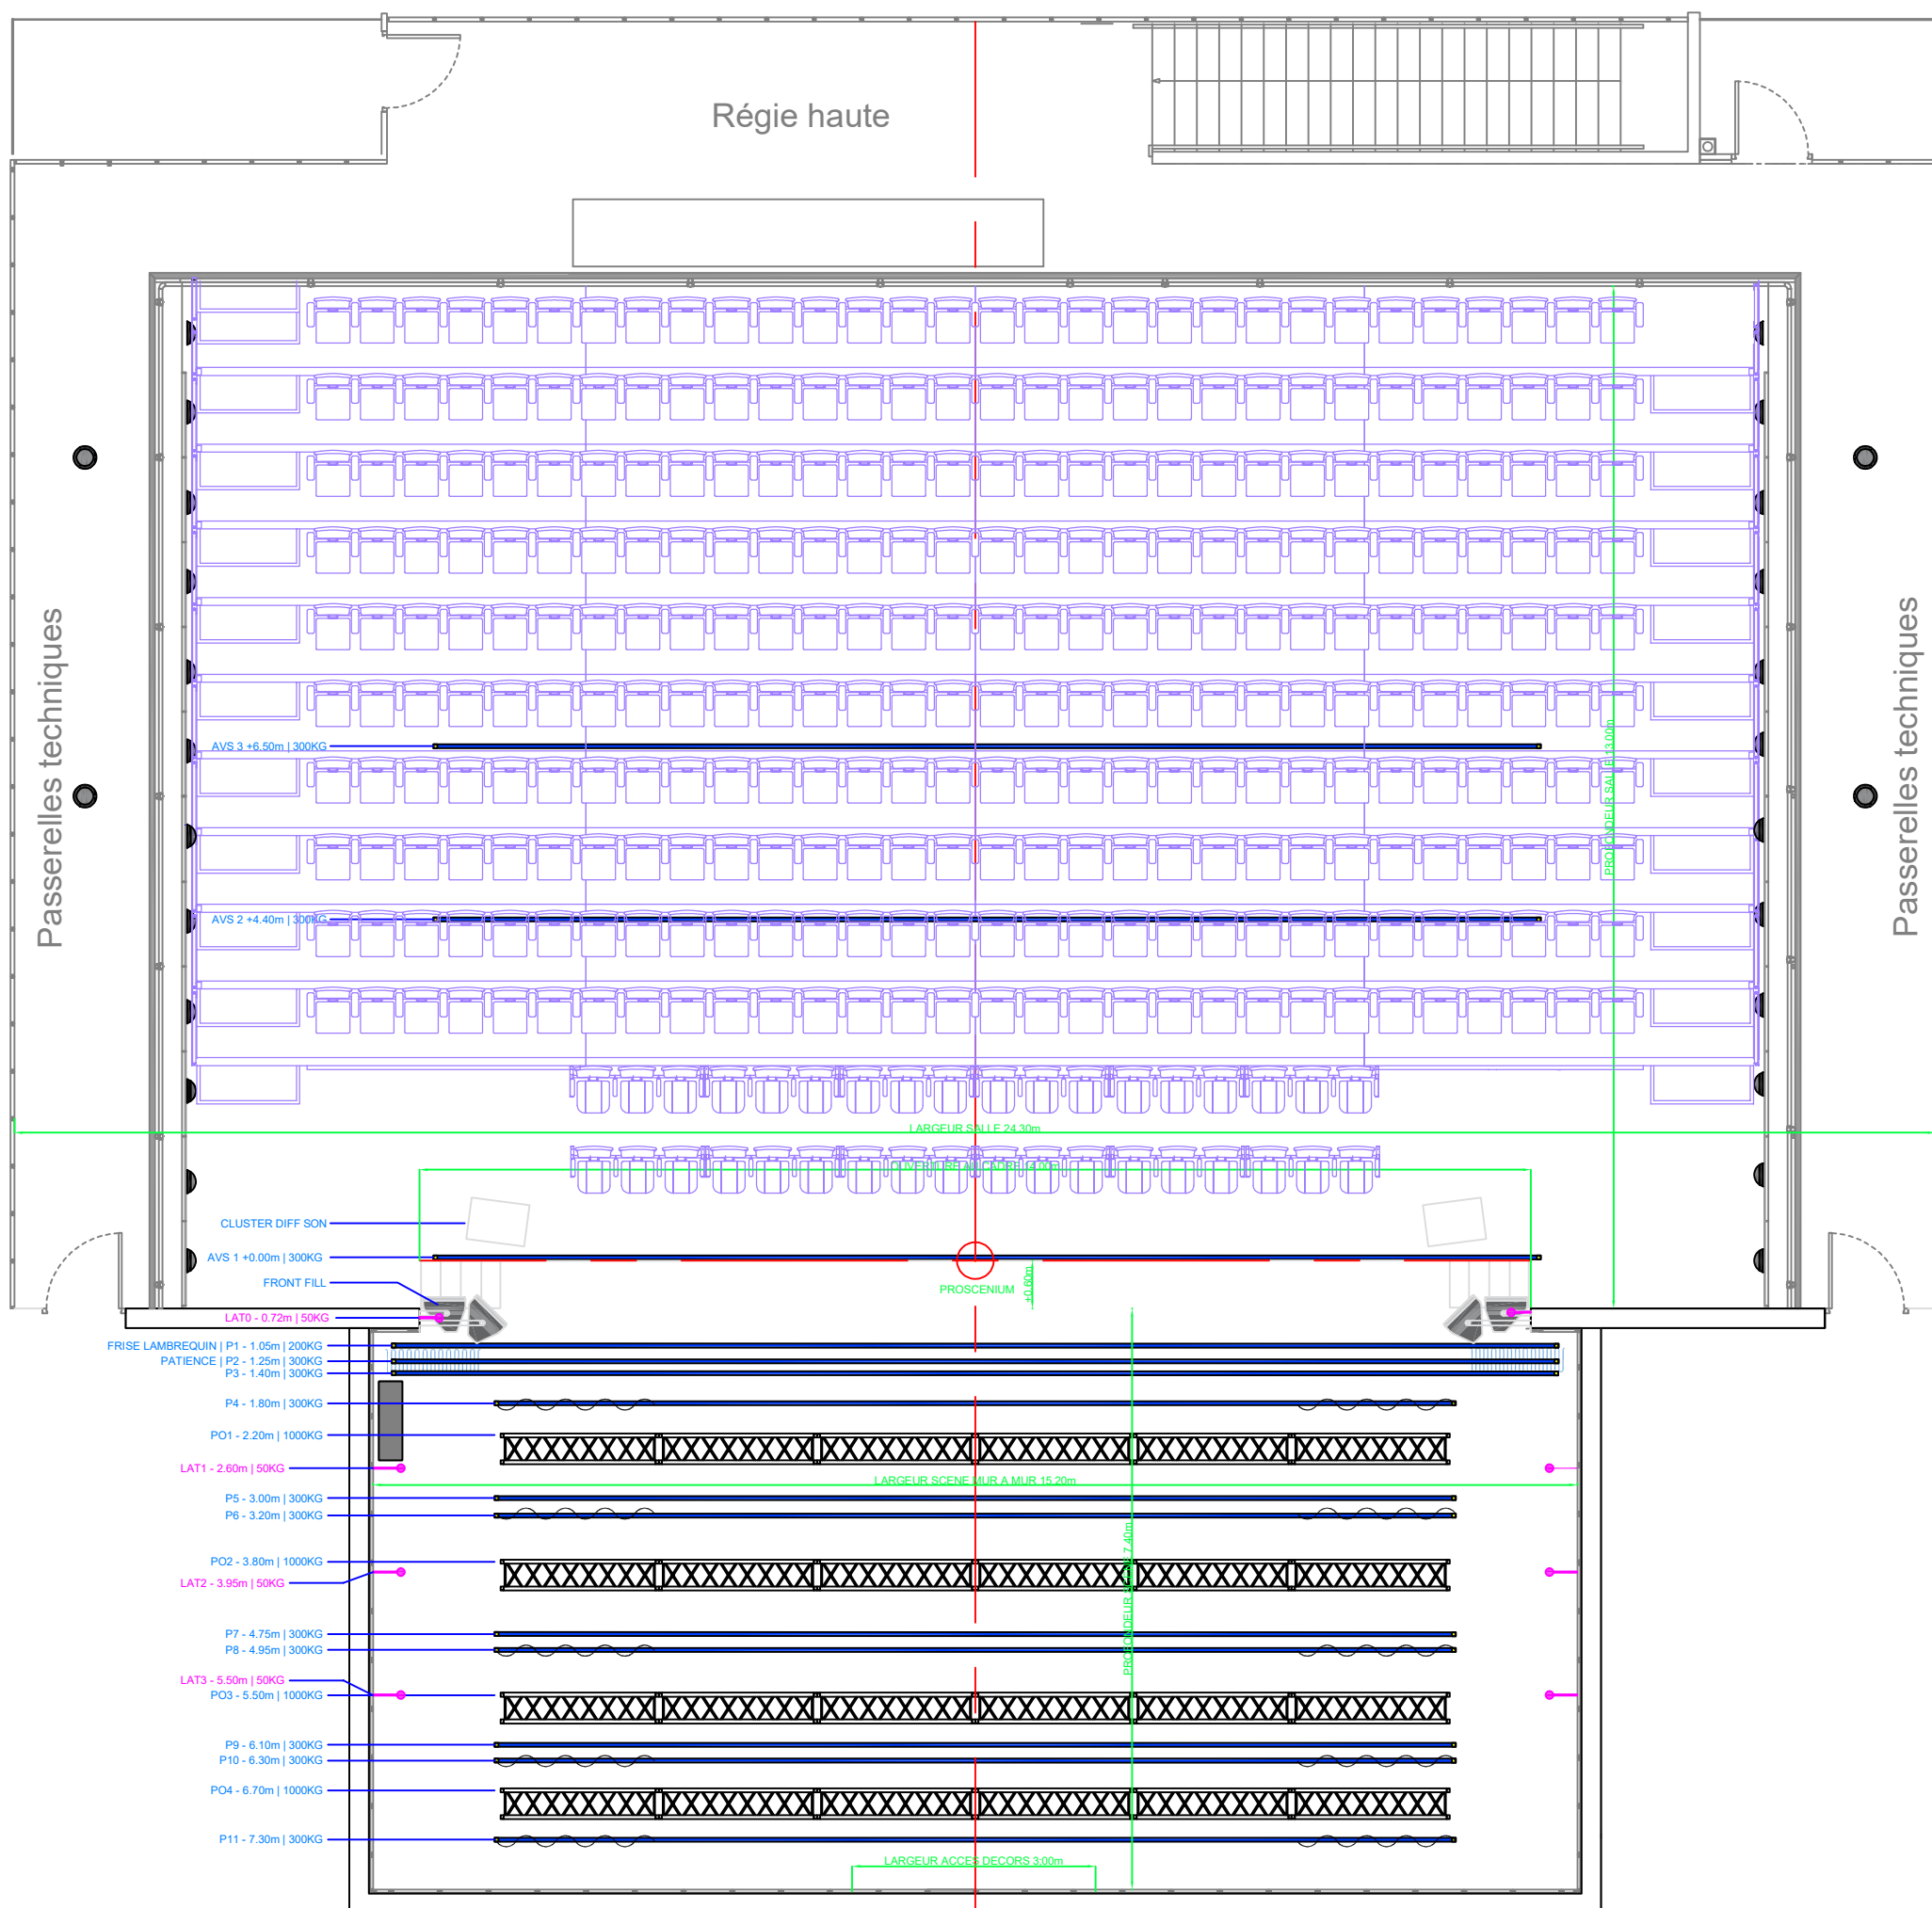 Régie haute
Passerelles techniques
Passerelles techniques
PROFONDEUR SALLE 13.00m
AVS 3 +6.50m | 300KG
AVS 2 +4.40m | 300KG
LARGEUR SALLE 24.30m
OUVERTURE AU CADRE 14.00m
CLUSTER DIFF SON
AVS 1 +0.00m | 300KG
FRONT FILL
PROSCENIUM
+0.60m
LAT0 - 0.72m | 50KG
FRISE LAMBREQUIN | P1 - 1.05m | 200KG
PATIENCE | P2 - 1.25m | 300KG
P3 - 1.40m | 300KG
P4 - 1.80m | 300KG
PO1 - 2.20m | 1000KG
LAT1 - 2.60m | 50KG
LARGEUR SCENE MUR A MUR 15.20m
P5 - 3.00m | 300KG
P6 - 3.20m | 300KG
PROFONDEUR SCENE 7.40m
PO2 - 3.80m | 1000KG
LAT2 - 3.95m | 50KG
P7 - 4.75m | 300KG
P8 - 4.95m | 300KG
LAT3 - 5.50m | 50KG
PO3 - 5.50m | 1000KG
P9 - 6.10m | 300KG
P10 - 6.30m | 300KG
PO4 - 6.70m | 1000KG
P11 - 7.30m | 300KG
LARGEUR ACCES DECORS 3:00m